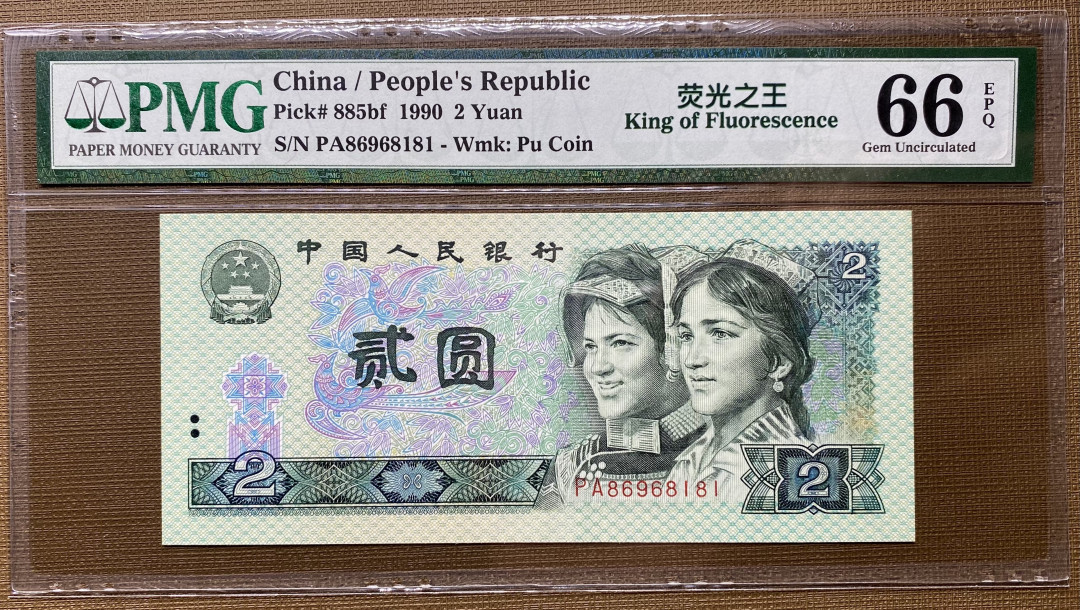 PMG
PAPER MONEY GUARANTY
China / People's Republic
Pick# 885bf 1990 2 Yuan
S/N PA86968181 - Wmk: Pu Coin
荧光之王
King of Fluorescence
66
EPQ
Gem Uncirculated
中国人民银行
2
贰圆
PA86968181
2
2